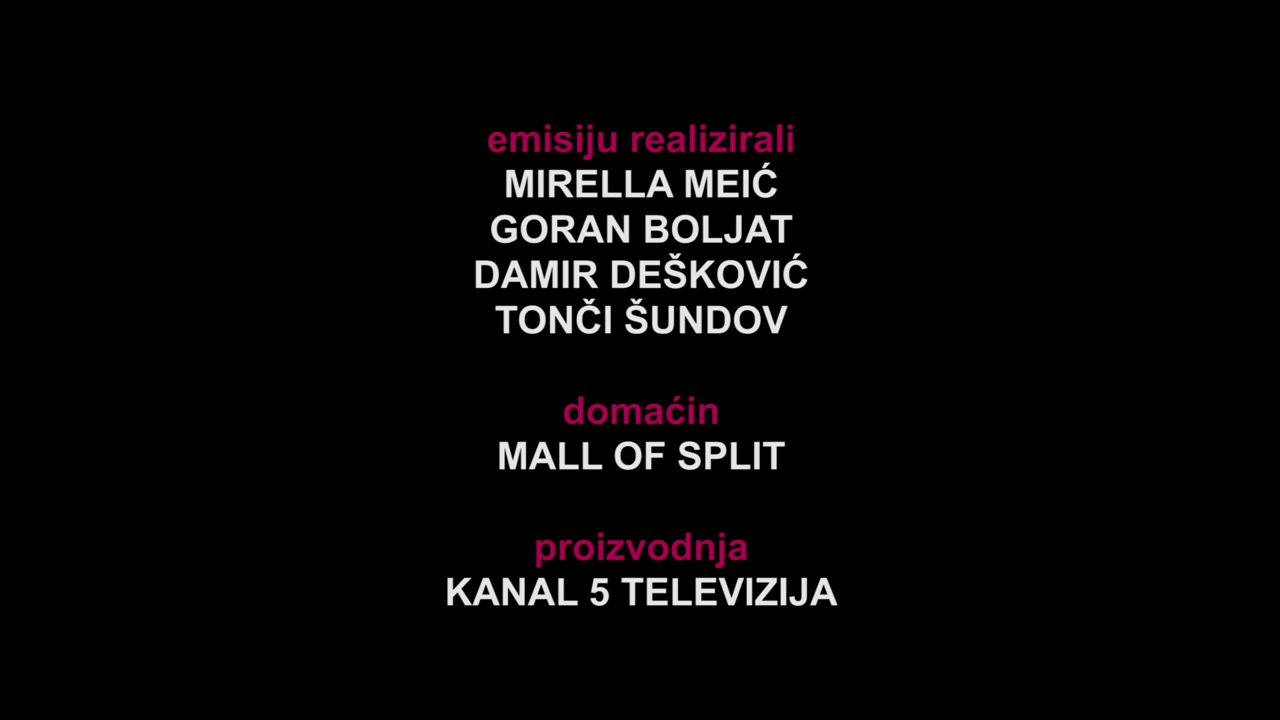 emisiju realizirali
MIRELLA MEIĆ
GORAN BOLJAT
DAMIR DEŠKOVIĆ
TONČI ŠUNDOV
domaćin
MALL OF SPLIT
proizvodnja
KANAL 5 TELEVIZIJA